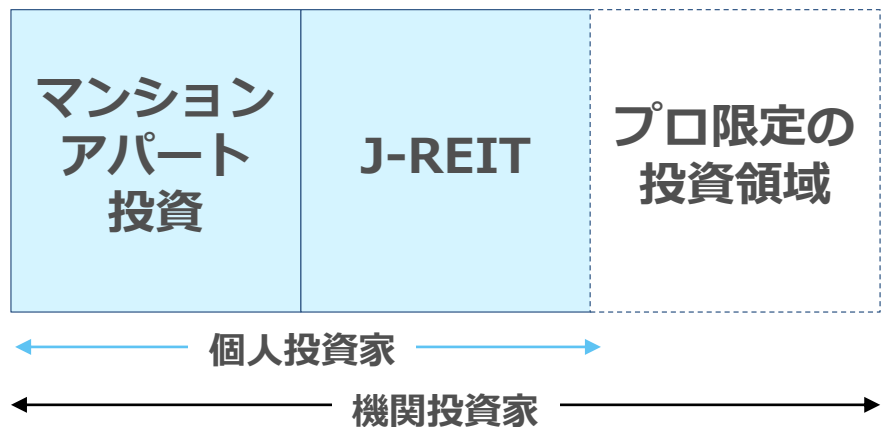 マンション
アパート
投資
J-REIT
プロ限定の
投資領域
個人投資家
機関投資家